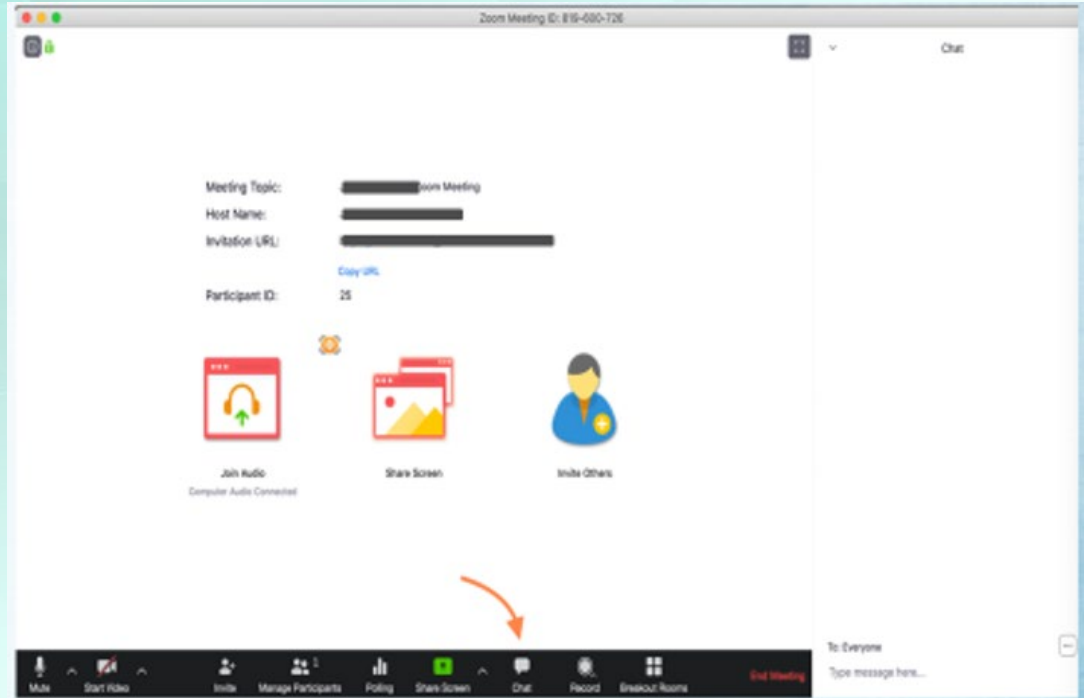 Zoom Meeting ID: 819-600-726
Chat
Meeting Topic: oom Meeting
Host Name:
Invitation URL:
Copy URL
Participant ID: 25
Join Audio
Computer Audio Connected
Share Screen
Invite Others
To: Everyone
Type message here...
Mute
Start Video
Invite
Manage Participants
1
Polling
Share Screen
Chat
Record
Breakout Rooms
End Meeting